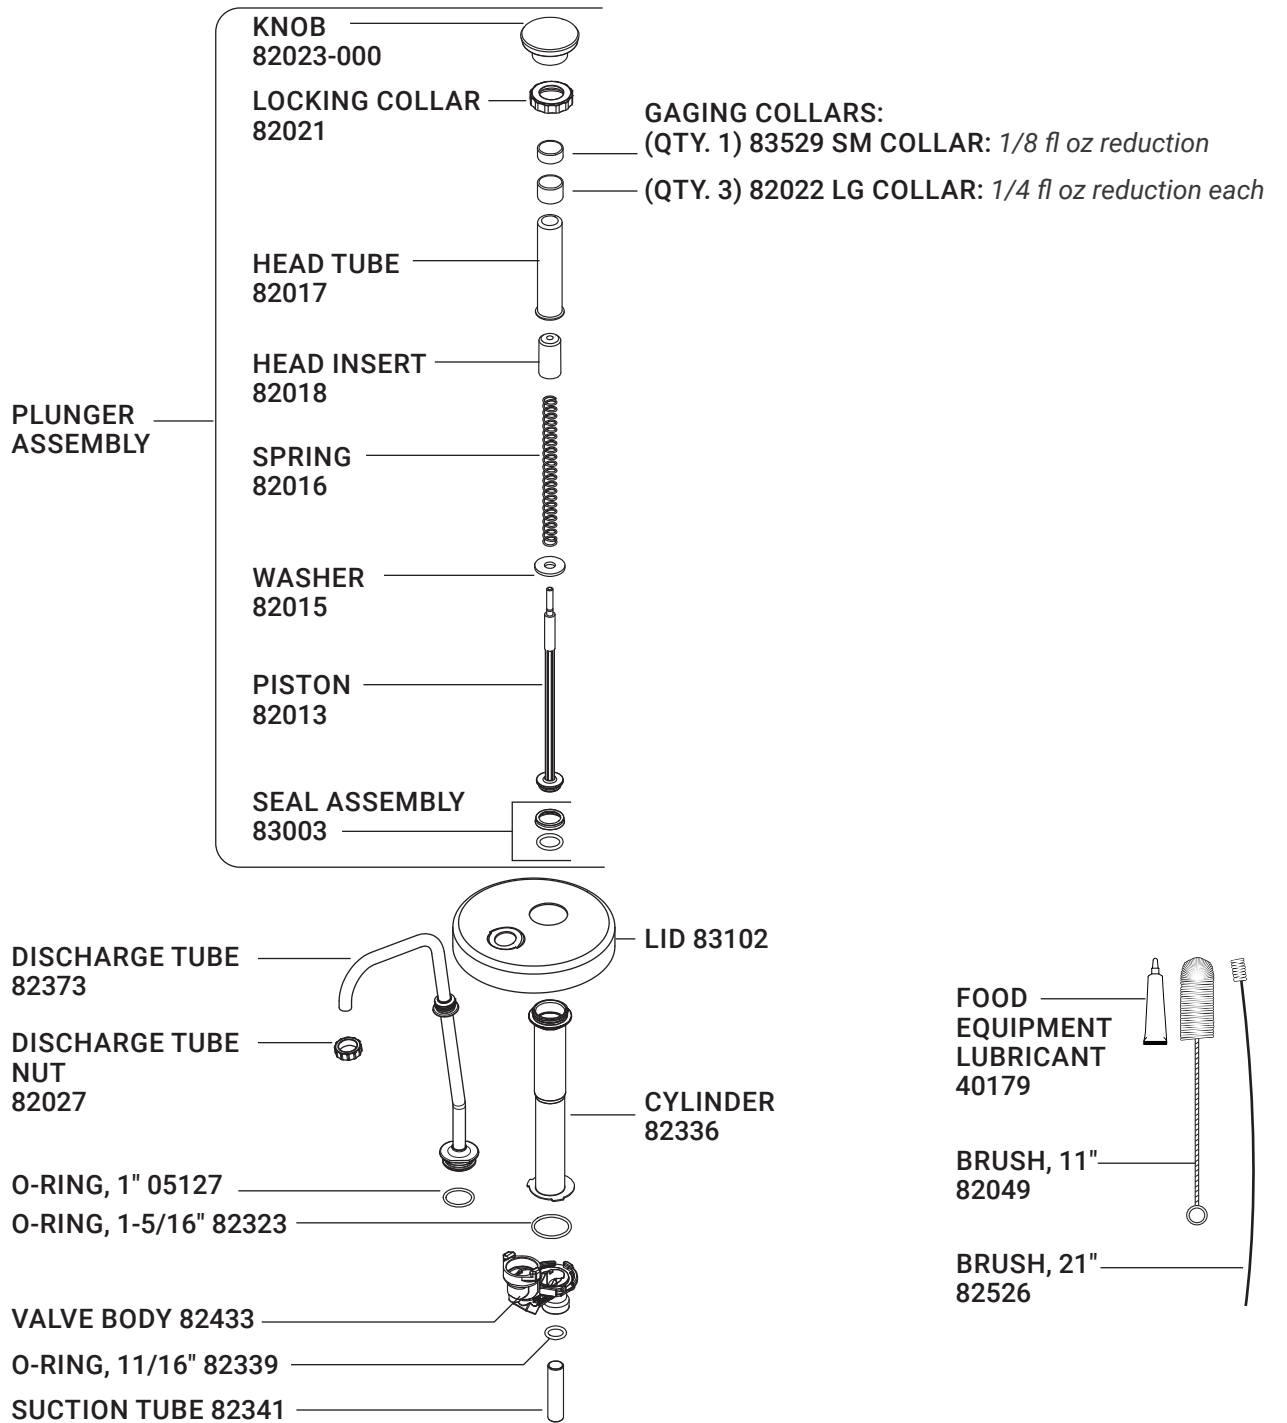 KNOB
82023-000
LOCKING COLLAR
82021
GAGING COLLARS:
(QTY. 1) 83529 SM COLLAR: 1/8 fl oz reduction
(QTY. 3) 82022 LG COLLAR: 1/4 fl oz reduction each
HEAD TUBE
82017
HEAD INSERT
82018
PLUNGER
ASSEMBLY
SPRING
82016
WASHER
82015
PISTON
82013
SEAL ASSEMBLY
83003
LID 83102
DISCHARGE TUBE
82373
DISCHARGE TUBE
NUT
82027
CYLINDER
82336
O-RING, 1" 05127
O-RING, 1-5/16" 82323
VALVE BODY 82433
O-RING, 11/16" 82339
SUCTION TUBE 82341
FOOD
EQUIPMENT
LUBRICANT
40179
BRUSH, 11"
82049
BRUSH, 21"
82526